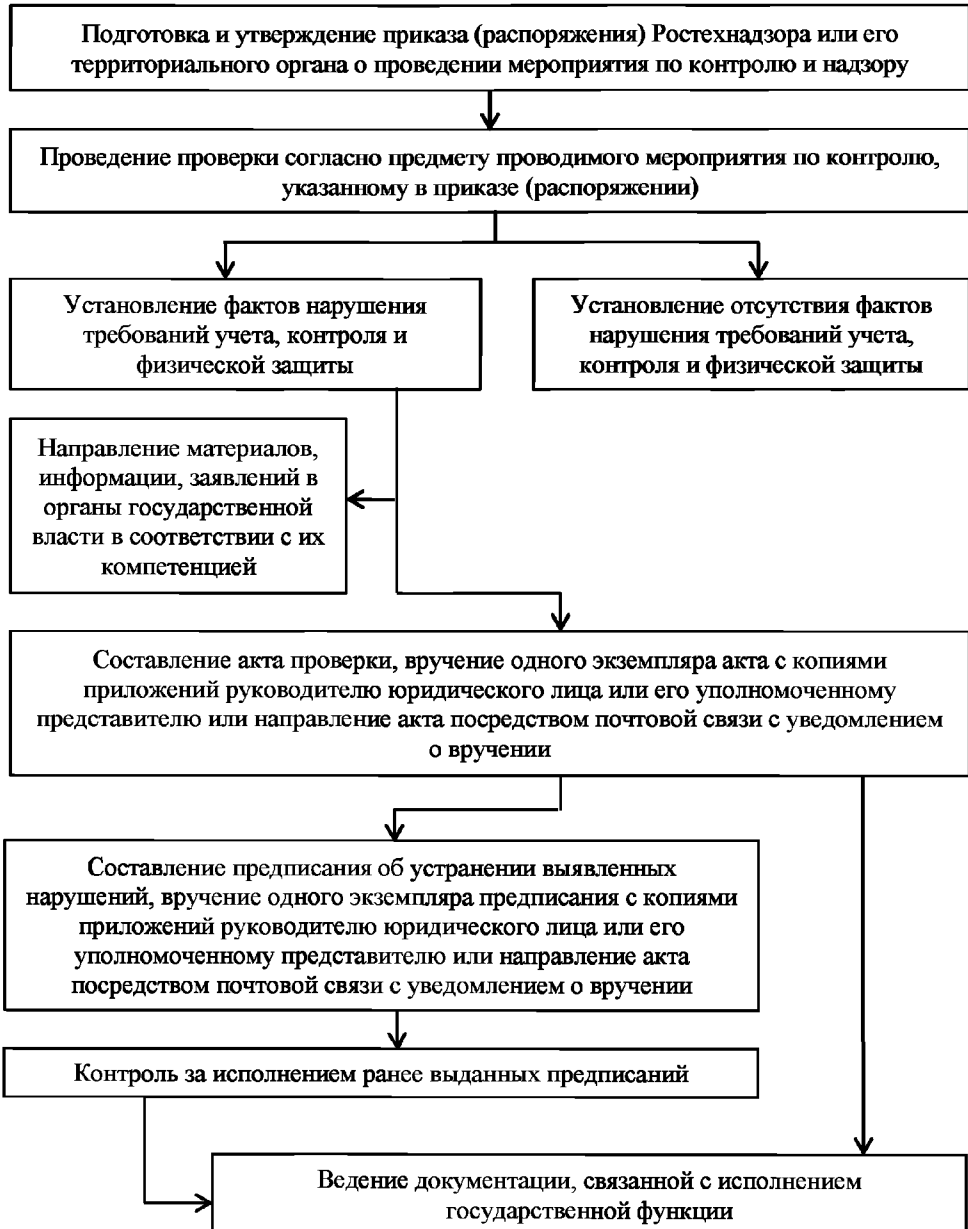 Подготовка и утверждение приказа (распоряжения) Ростехнадзора или его
территориального органа о проведении мероприятия по контролю и надзору
Проведение проверки согласно предмету проводимого мероприятия по контролю,
указанному в приказе (распоряжении)
Установление фактов нарушения
требований учета, контроля и
физической защиты
Установление отсутствия фактов
нарушения требований учета,
контроля и физической защиты
Направление материалов,
информации, заявлений в
органы государственной
власти в соответствии с их
компетенцией
Составление акта проверки, вручение одного экземпляра акта с копиями
приложений руководителю юридического лица или его уполномоченному
представителю или направление акта посредством почтовой связи с уведомлением
о вручении
Составление предписания об устранении выявленных
нарушений, вручение одного экземпляра предписания с копиями
приложений руководителю юридического лица или его
уполномоченному представителю или направление акта
посредством почтовой связи с уведомлением о вручении
Контроль за исполнением ранее выданных предписаний
Ведение документации, связанной с исполнением
государственной функции